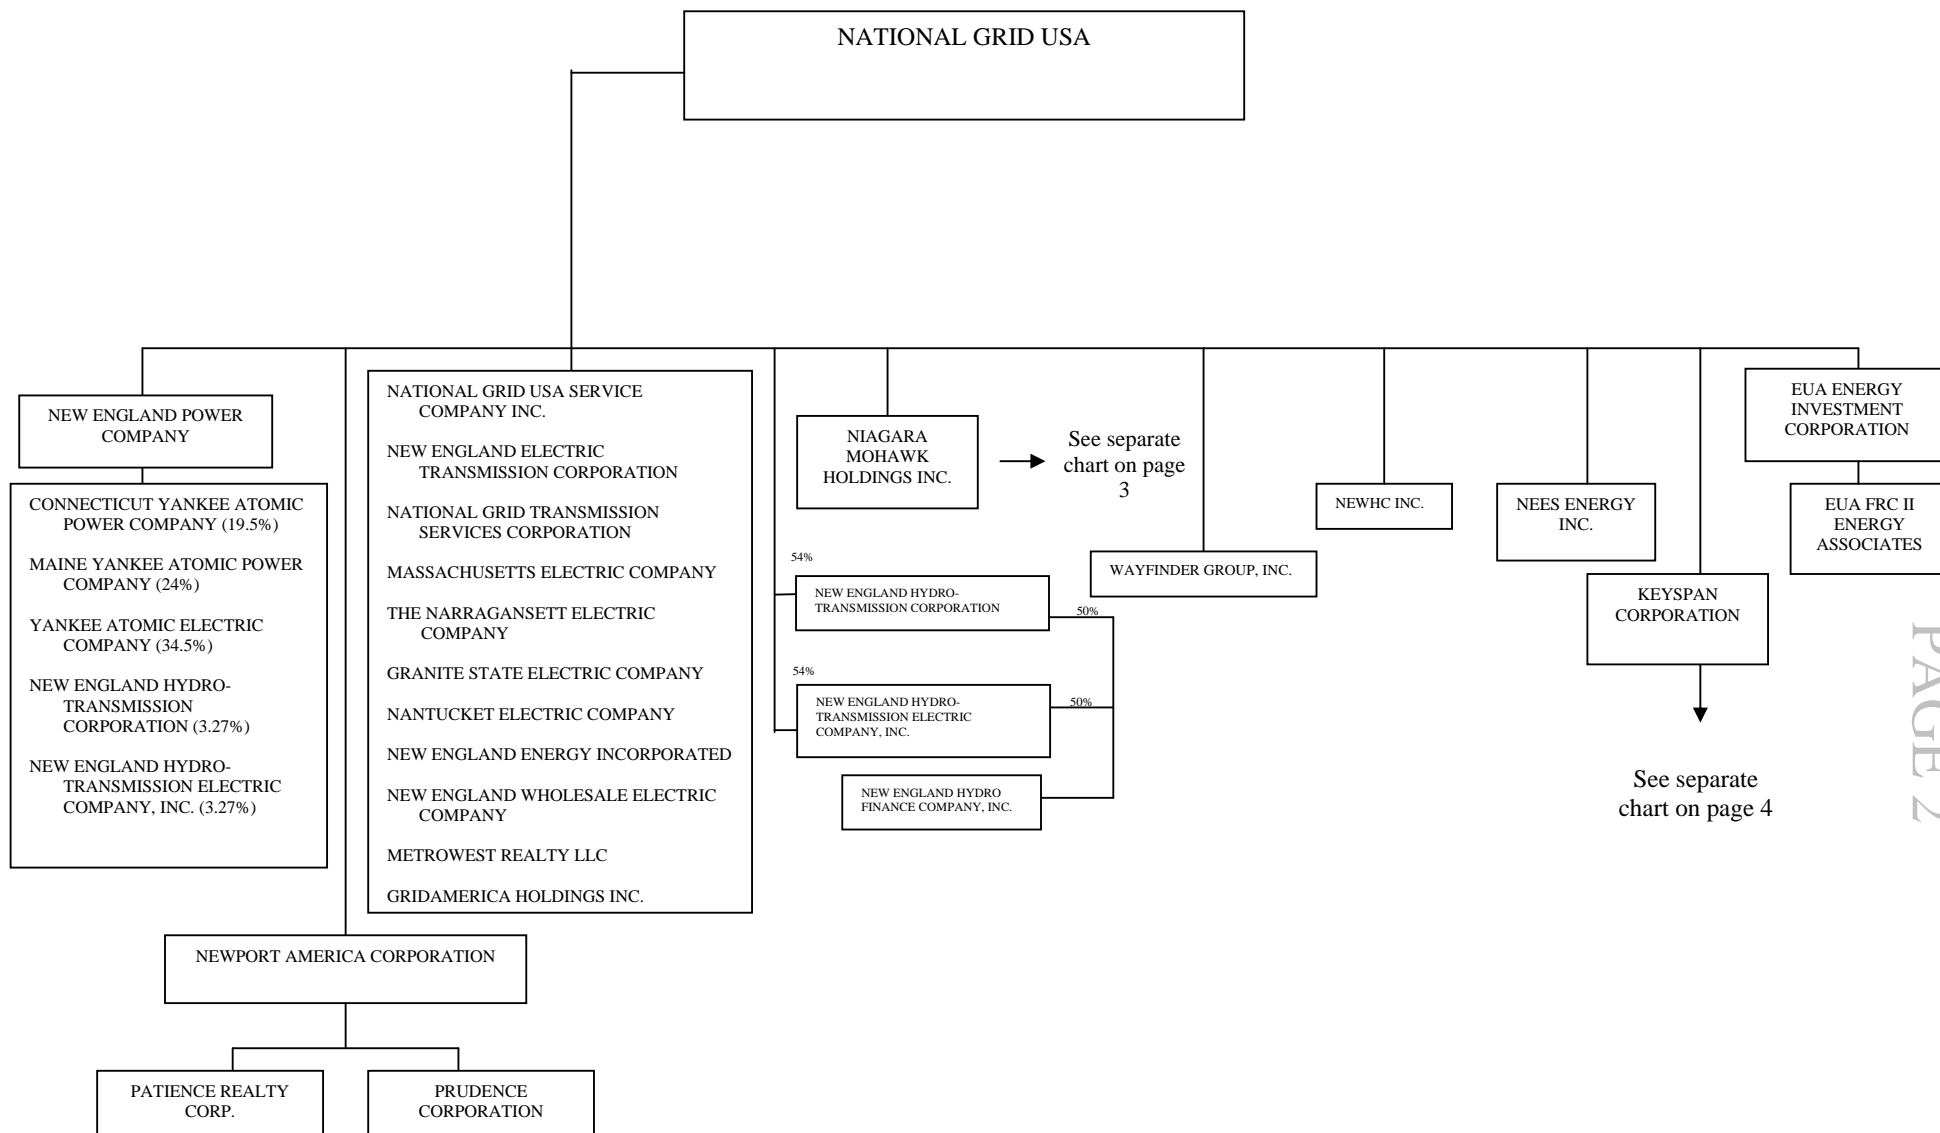 NATIONAL GRID USA
NEW ENGLAND POWER
COMPANY
CONNECTICUT YANKEE ATOMIC
POWER COMPANY (19.5%)
MAINE YANKEE ATOMIC POWER
COMPANY (24%)
YANKEE ATOMIC ELECTRIC
COMPANY (34.5%)
NEW ENGLAND HYDRO-
TRANSMISSION
CORPORATION (3.27%)
NEW ENGLAND HYDRO-
TRANSMISSION ELECTRIC
COMPANY, INC. (3.27%)
NATIONAL GRID USA SERVICE
COMPANY INC.
NEW ENGLAND ELECTRIC
TRANSMISSION CORPORATION
NATIONAL GRID TRANSMISSION
SERVICES CORPORATION
MASSACHUSETTS ELECTRIC COMPANY
THE NARRAGANSETT ELECTRIC
COMPANY
GRANITE STATE ELECTRIC COMPANY
NANTUCKET ELECTRIC COMPANY
NEW ENGLAND ENERGY INCORPORATED
NEW ENGLAND WHOLESALE ELECTRIC
COMPANY
METROWEST REALTY LLC
GRIDAMERICA HOLDINGS INC.
NIAGARA
MOHAWK
HOLDINGS INC.
See separate
chart on page
3
54%
NEW ENGLAND HYDRO-
TRANSMISSION CORPORATION
50%
54%
NEW ENGLAND HYDRO-
TRANSMISSION ELECTRIC
COMPANY, INC.
50%
NEW ENGLAND HYDRO
FINANCE COMPANY, INC.
WAYFINDER GROUP, INC.
NEWHC INC.
NEES ENERGY
INC.
KEYSPAN
CORPORATION
See separate
chart on page 4
EUA ENERGY
INVESTMENT
CORPORATION
EUA FRC II
ENERGY
ASSOCIATES
NEWPORT AMERICA CORPORATION
PATIENCE REALTY
CORP.
PRUDENCE
CORPORATION
PAGE 2